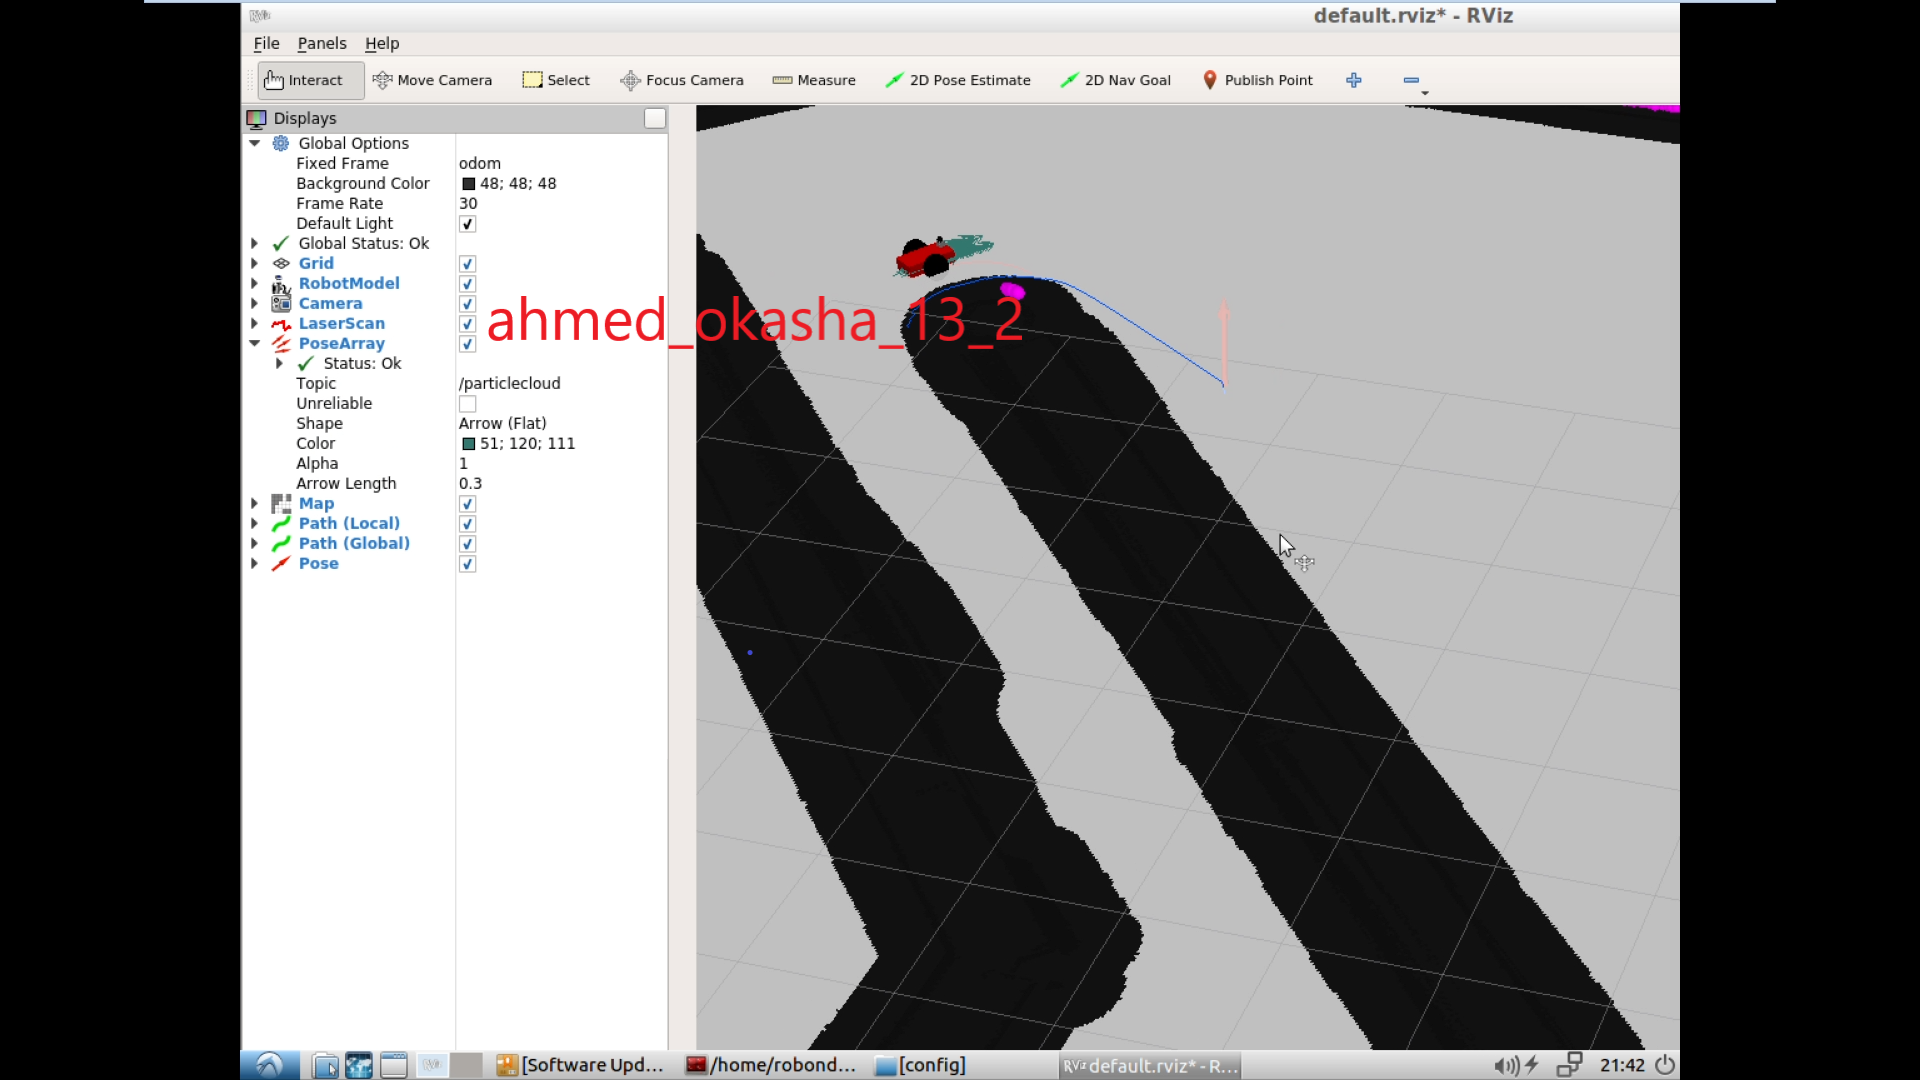 RViz
default.rviz* - RViz
File Panels Help
Interact Move Camera Select Focus Camera Measure 2D Pose Estimate 2D Nav Goal Publish Point
Displays
Global Options
Fixed Frame odom
Background Color 48; 48; 48
Frame Rate 30
Default Light
Global Status: Ok
Grid
RobotModel
Camera
LaserScan
PoseArray
ahmed_okasha_13_2
Status: Ok
Topic /particlecloud
Unreliable
Shape Arrow (Flat)
Color 51; 120; 111
Alpha 1
Arrow Length 0.3
Map
Path (Local)
Path (Global)
Pose
[Software Upd... /home/robond... [config] RViz default.rviz* - R... 21:42